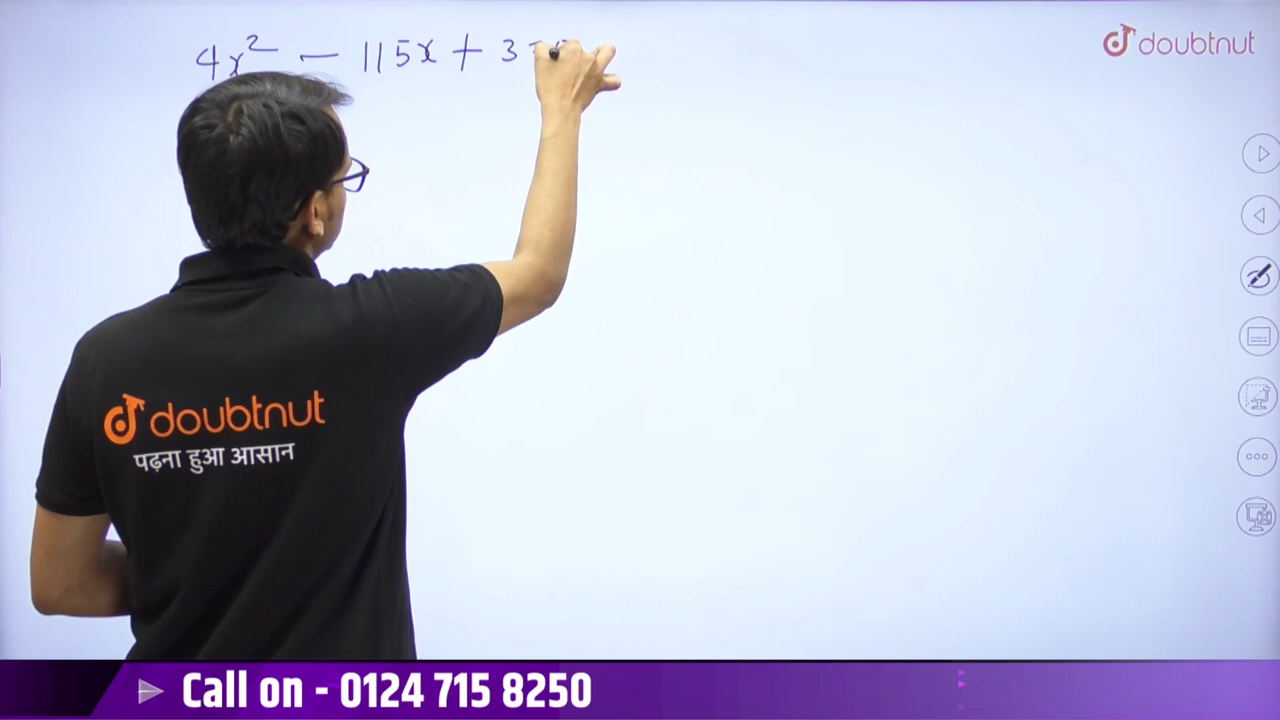 4x² - 115x + 3
doubtnut
doubtnut
पढ़ना हुआ आसान
Call on - 0124 715 8250